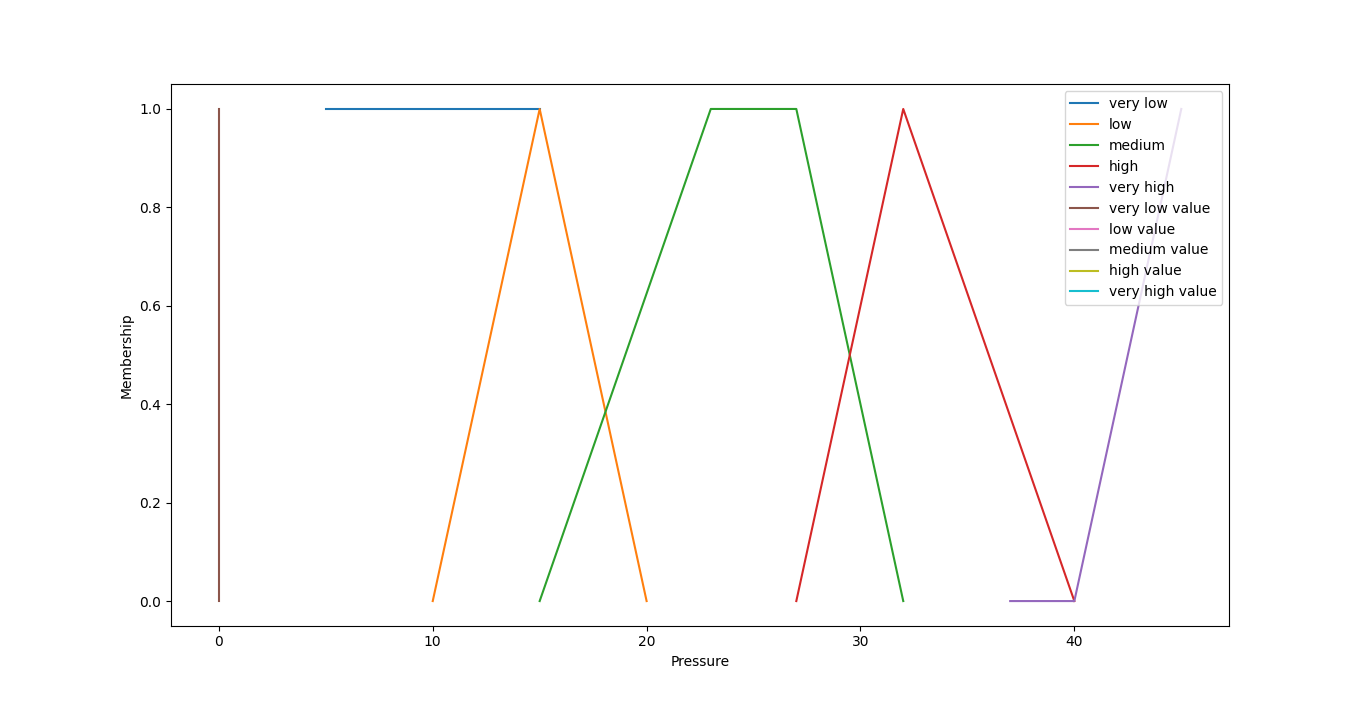 1.0
0.8
0.6
0.4
0.2
0.0
Membership
0 10 20 30 40
Pressure
very low
low
medium
high
very high
very low value
low value
medium value
high value
very high value